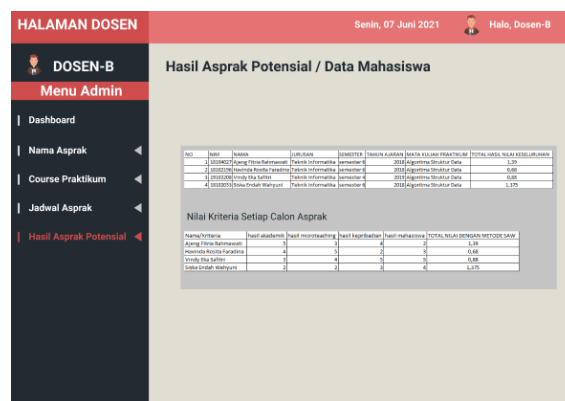 HALAMAN DOSEN
Senin, 07 Juni 2021
Halo, Dosen-B
DOSEN-B
Menu Admin
Dashboard
Nama Asprak
Course Praktikum
Jadwal Asprak
Hasil Asprak Potensial
Hasil Asprak Potensial / Data Mahasiswa
NO NIM NAMA JURUSAN SEMESTER TAHUN AJARAN MATA KULIAH PRAKTIKUM TOTAL HASIL NILAI KESELURUHAN
1 Ajeng Fitria Rahmawati Teknik Informatika semester 6 2018 Algoritma Struktur Data 1,39
2 Havinda Rosita Faradina Teknik Informatika semester 6 2018 Algoritma Struktur Data 0,68
3 Vindy Eka Safitri Teknik Informatika semester 4 2019 Algoritma Struktur Data 0,88
4 Siska Endah Wahyuni Teknik Informatika semester 6 2018 Algoritma Struktur Data 1,375
Nilai Kriteria Setiap Calon Asprak
Nama/kriteria hasil akademik hasil microteaching hasil kepribadian hasil mahasiswa TOTAL NILAI DENGAN METODE SAW
Ajeng Fitria Rahmawati 5 3 4 2 1,39
Havinda Rosita Faradina 4 5 2 3 0,68
Vindy Eka Safitri 3 4 5 5 0,88
Siska Endah Wahyuni 2 2 3 4 1,375